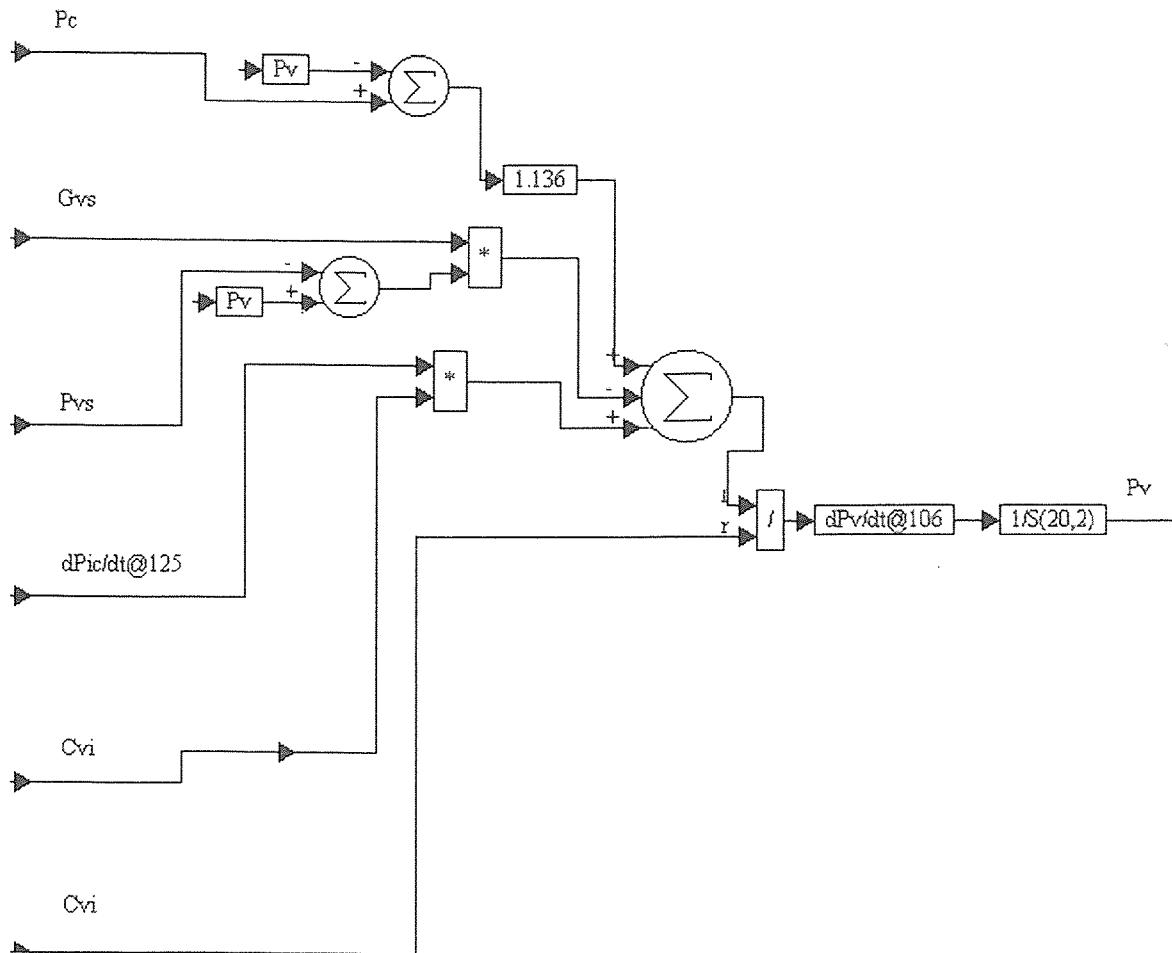 Pc
- Pv
+
Σ
1.136
Gvs
*
-
Pv +
Σ
*
+
-
+
Σ
Pvs
l
r
/
dPv/dt@106
1/S(20,2)
Pv
dPic/dt@125
Cvi
Cvi